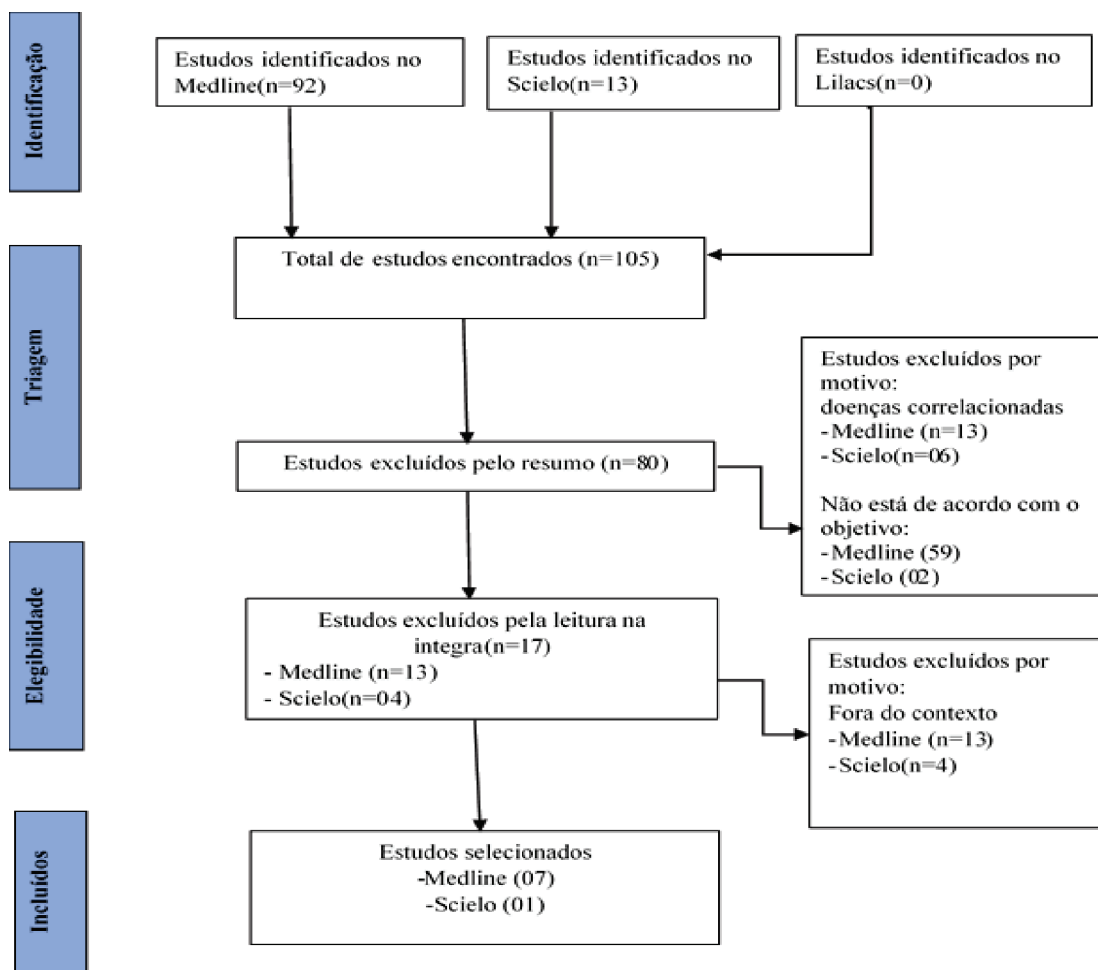 Identificação
Estudos identificados no
Medline(n=92)
Estudos identificados no
Scielo(n=13)
Estudos identificados no
Lilacs(n=0)
Triagem
Total de estudos encontrados (n=105)
Estudos excluídos pelo resumo (n=80)
Estudos excluídos por
motivo:
doenças correlacionadas
-Medline (n=13)
-Scielo(n=06)
Não está de acordo com o
objetivo:
-Medline (59)
-Scielo (02)
Elegibilidade
Estudos excluídos pela leitura na
integra(n=17)
- Medline (n=13)
- Scielo(n=04)
Estudos excluídos por
motivo:
Fora do contexto
-Medline (n=13)
-Scielo(n=4)
Incluídos
Estudos selecionados
-Medline (07)
-Scielo (01)